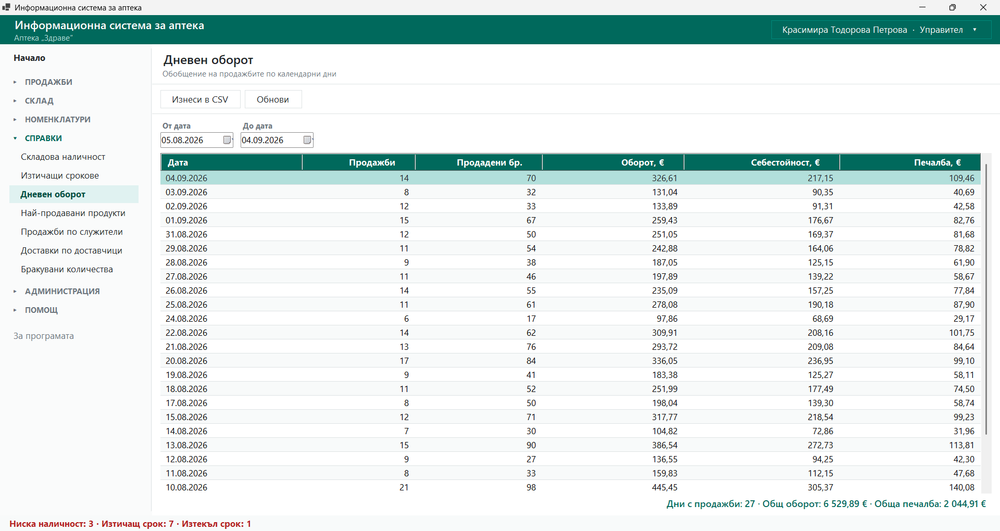 Информационна система за аптека
Информационна система за аптека
Аптека „Здраве“
Красимира Тодорова Петрова · Управител
Начало
ПРОДАЖБИ
СКЛАД
НОМЕНКЛАТУРИ
СПРАВКИ
Складова наличност
Изтичащи срокове
Дневен оборот
Най-продавани продукти
Продажби по служители
Доставки по доставчици
Бракувани количества
АДМИНИСТРАЦИЯ
ПОМОЩ
За програмата
Дневен оборот
Обобщение на продажбите по календарни дни
Изнеси в CSV Обнови
От дата До дата
05.08.2026 04.09.2026
Дата Продажби Продадени бр. Оборот, € Себестойност, € Печалба, €
04.09.2026 14 70 326,61 217,15 109,46
03.09.2026 8 32 131,04 90,35 40,69
02.09.2026 12 33 133,89 91,31 42,58
01.09.2026 15 67 259,43 176,67 82,76
31.08.2026 12 50 251,05 169,37 81,68
29.08.2026 11 54 242,88 164,06 78,82
28.08.2026 9 38 187,05 125,15 61,90
27.08.2026 11 46 197,89 139,22 58,67
26.08.2026 14 55 235,09 157,25 77,84
25.08.2026 11 61 278,08 190,18 87,90
24.08.2026 6 17 97,86 68,69 29,17
22.08.2026 14 62 309,91 208,16 101,75
21.08.2026 13 76 293,72 209,08 84,64
20.08.2026 17 84 336,05 236,95 99,10
19.08.2026 9 41 183,38 125,27 58,11
18.08.2026 11 52 251,99 177,49 74,50
17.08.2026 8 50 198,04 139,30 58,74
15.08.2026 12 71 317,77 218,54 99,23
14.08.2026 7 30 104,82 72,86 31,96
13.08.2026 15 90 386,54 272,73 113,81
12.08.2026 9 27 136,55 94,25 42,30
11.08.2026 8 33 159,83 112,15 47,68
10.08.2026 21 98 445,45 305,37 140,08
Дни с продажби: 27 · Общ оборот: 6 529,89 € · Обща печалба: 2 044,91 €
Ниска наличност: 3 · Изтичащ срок: 7 · Изтекъл срок: 1